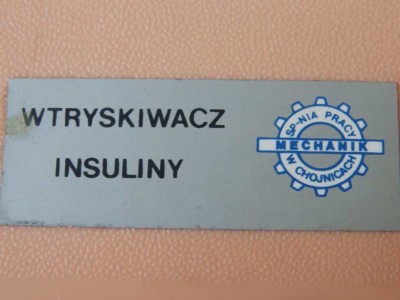 WTRYSKIWACZ
INSULINY
SP-NIA PRACY
MECHANIK
W CHOJNICACH